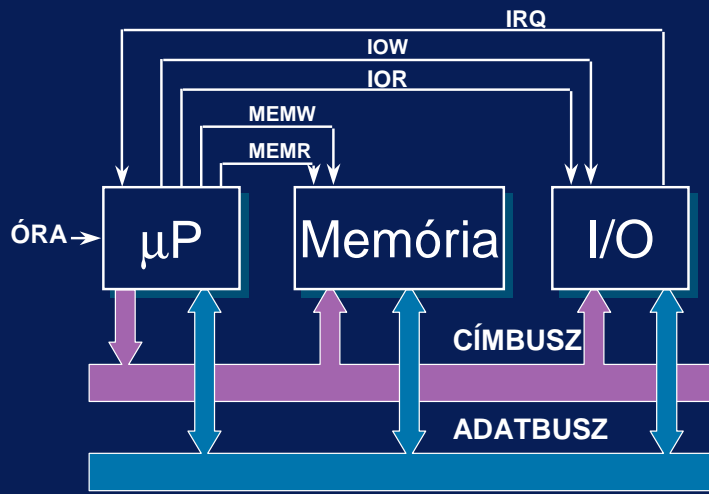 IRQ
IOW
IOR
MEMW
MEMR
ÓRA
μP
Memória
I/O
CÍMBUSZ
ADATBUSZ